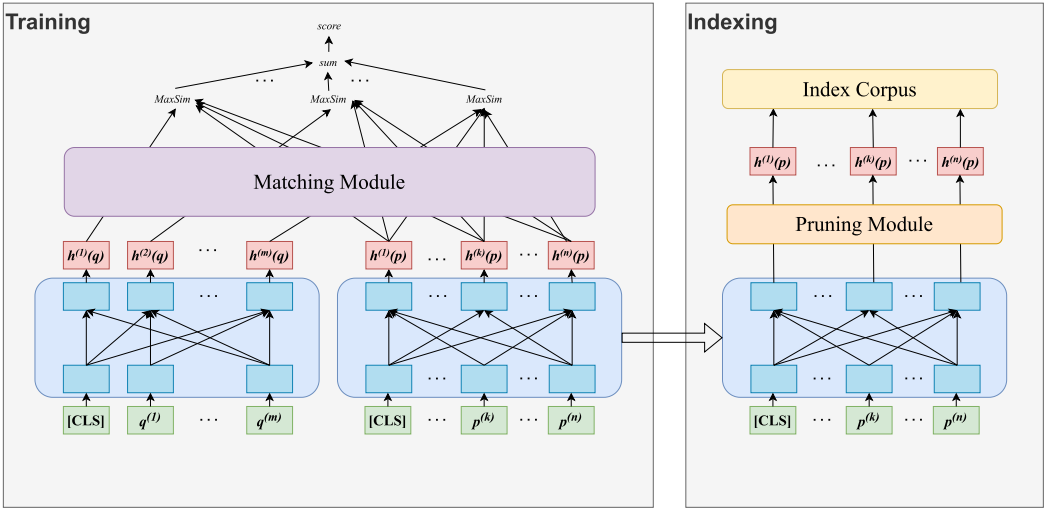 Training
score
sum
... ...
MaxSim MaxSim MaxSim
Matching Module
h(1)(q) h(2)(q) ... h(m)(q) h(1)(p) ... h(k)(p) ... h(n)(p)
... ... ...
... ... ...
[CLS] q(1) ... q(m) [CLS] ... p(k) ... p(n)
Indexing
Index Corpus
h(1)(p) ... h(k)(p) ... h(n)(p)
Pruning Module
... ...
... ...
[CLS] ... p(k) ... p(n)